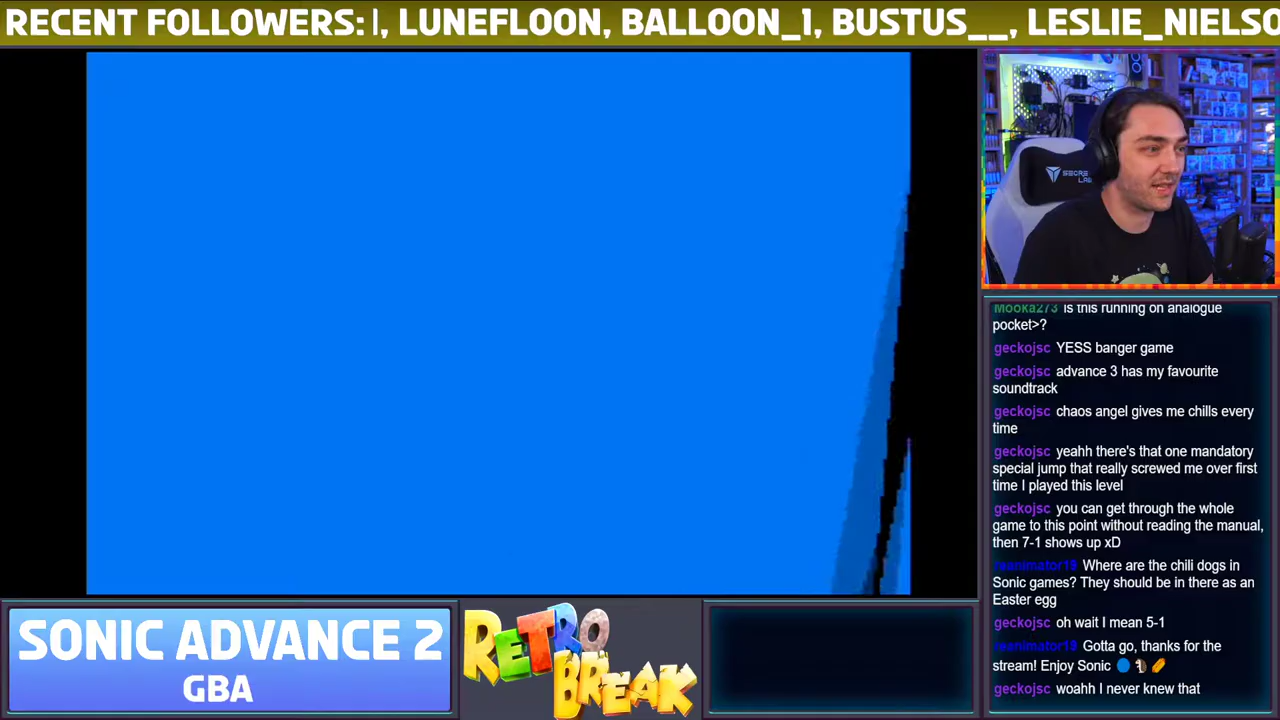 RECENT FOLLOWERS: |, LUNEFLOON, BALLOON_1, BUSTUS__, LESLIE_NIELSO
SECRE
LAB
Mooka273 is this running on analogue
pocket>?
geckojsc YESS banger game
geckojsc advance 3 has my favourite
soundtrack
geckojsc chaos angel gives me chills every
time
geckojsc yeahh there's that one mandatory
special jump that really screwed me over first
time I played this level
geckojsc you can get through the whole
game to this point without reading the manual,
then 7-1 shows up xD
reanimator19 Where are the chili dogs in
Sonic games? They should be in there as an
Easter egg
geckojsc oh wait I mean 5-1
reanimator19 Gotta go, thanks for the
stream! Enjoy Sonic
geckojsc woahh I never knew that
SONIC ADVANCE 2
GBA
RETRO
BREAK